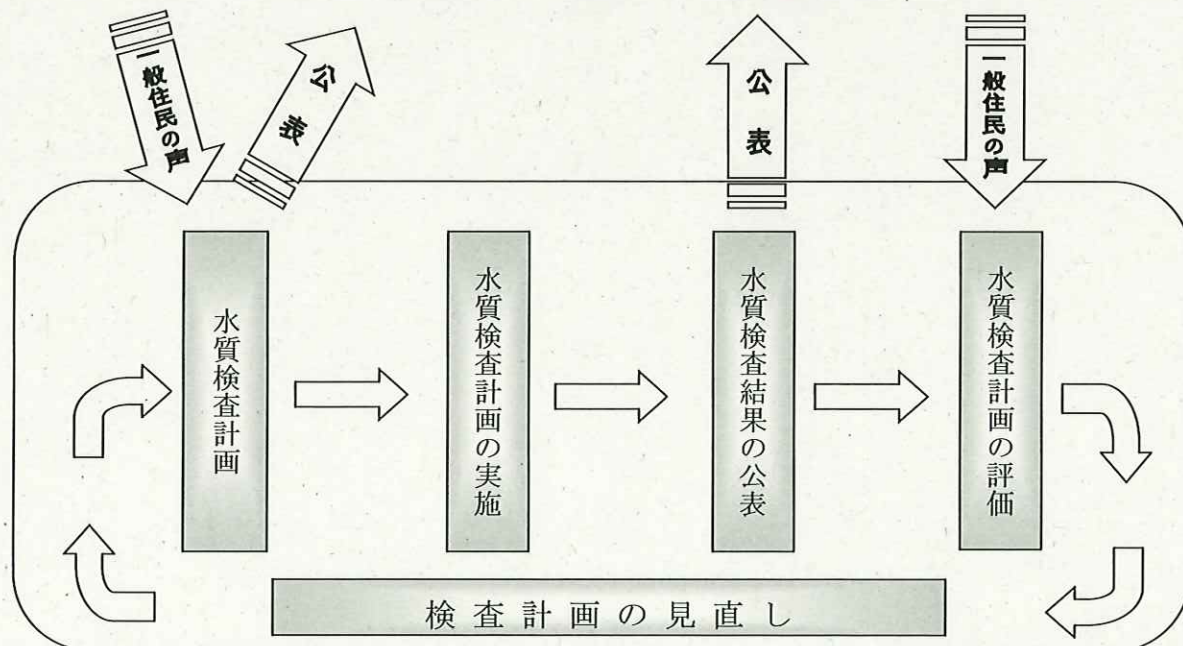 一般住民の声
公表
公表
一般住民の声
水質検査計画
水質検査計画の実施
水質検査結果の公表
水質検査計画の評価
検査計画の見直し